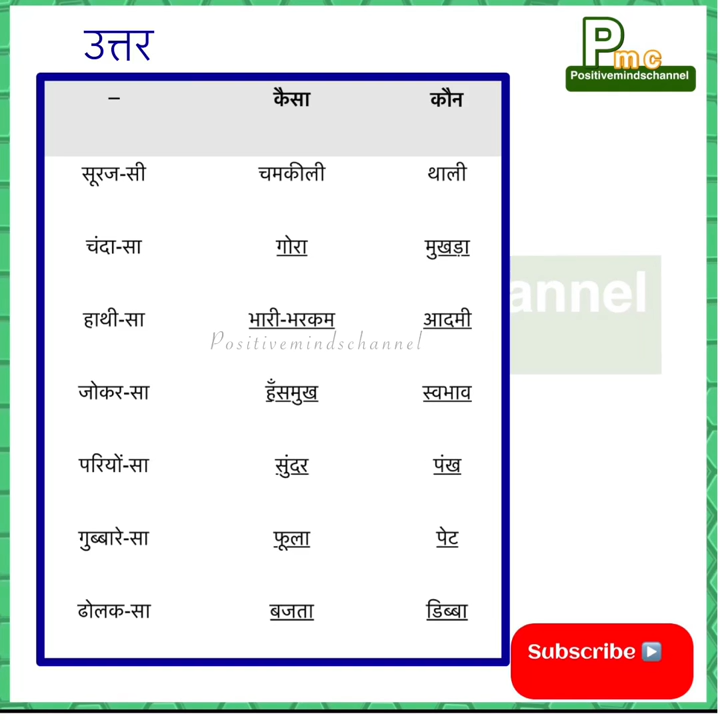 उत्तर
Pmc
Positivemindschannel
– कैसा कौन
सूरज-सी चमकीली थाली
चंदा-सा गोरा मुखड़ा
annel
हाथी-सा भारी-भरकम आदमी
Positivemindschannel
जोकर-सा हँसमुख स्वभाव
परियों-सा सुंदर पंख
गुब्बारे-सा फूला पेट
ढोलक-सा बजता डिब्बा
Subscribe